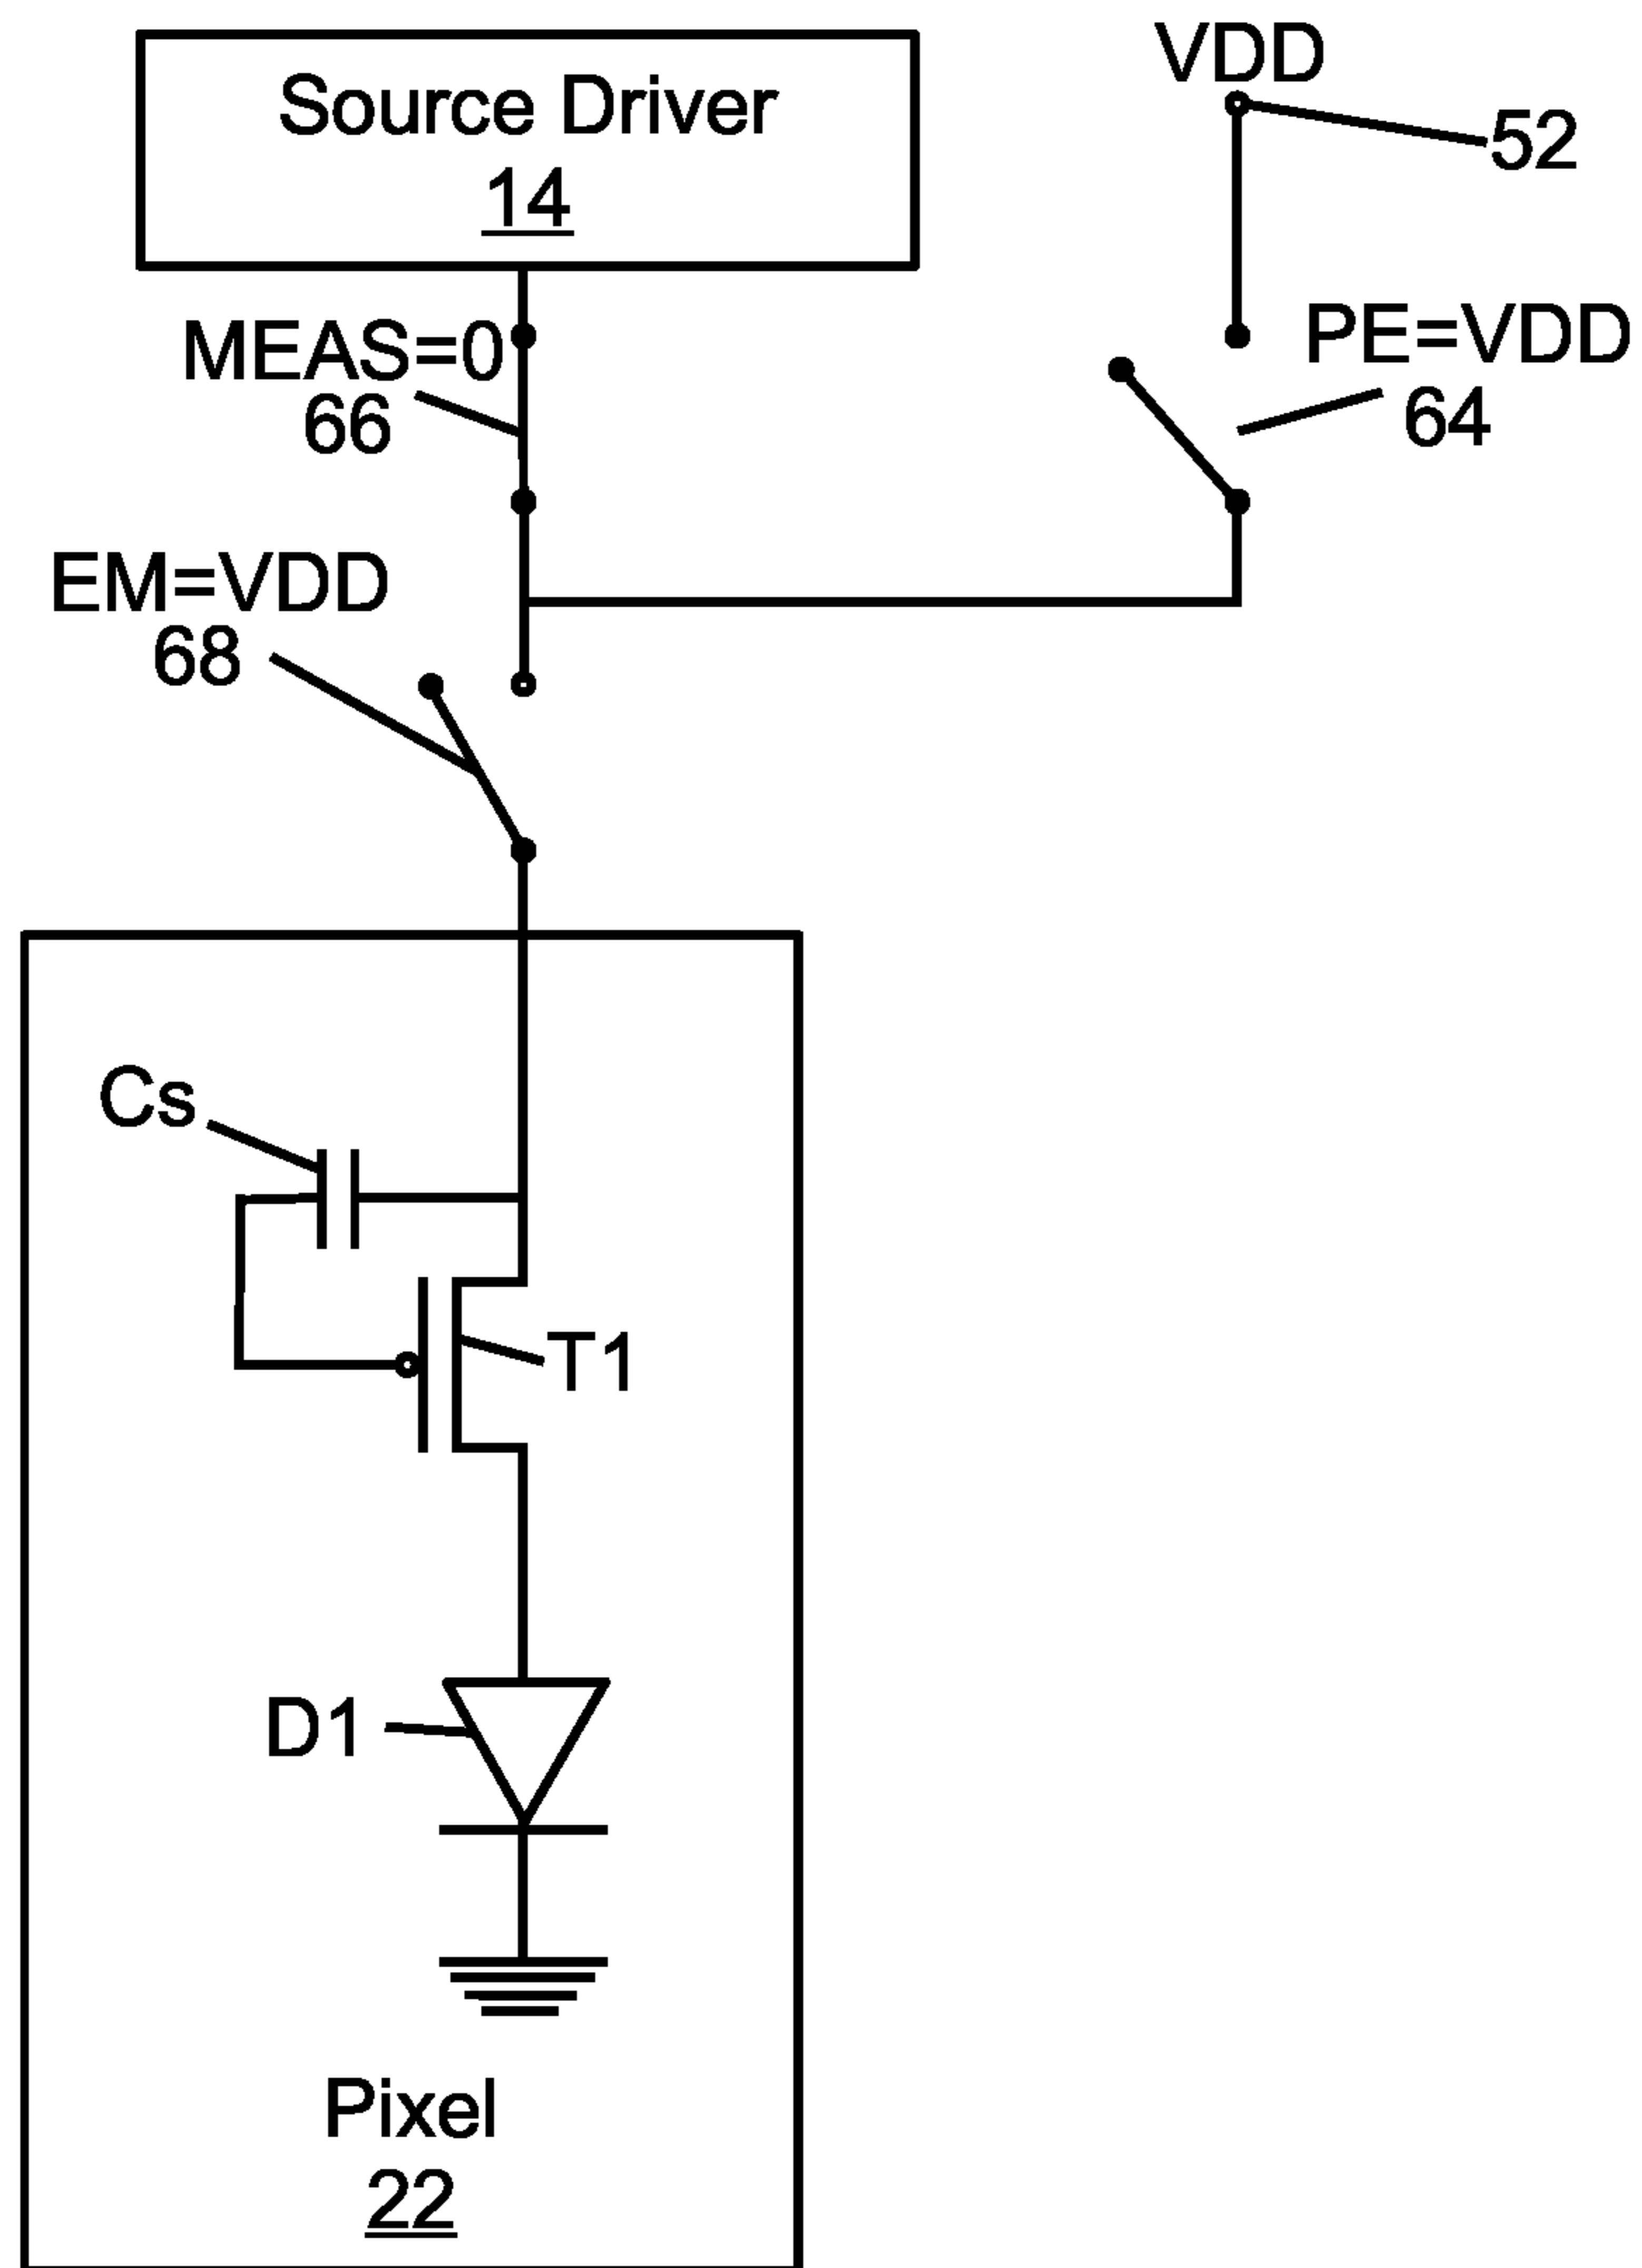 Source Driver
14
VDD
52
MEAS=0
66
PE=VDD
64
EM=VDD
68
Cs
T1
D1
Pixel
22